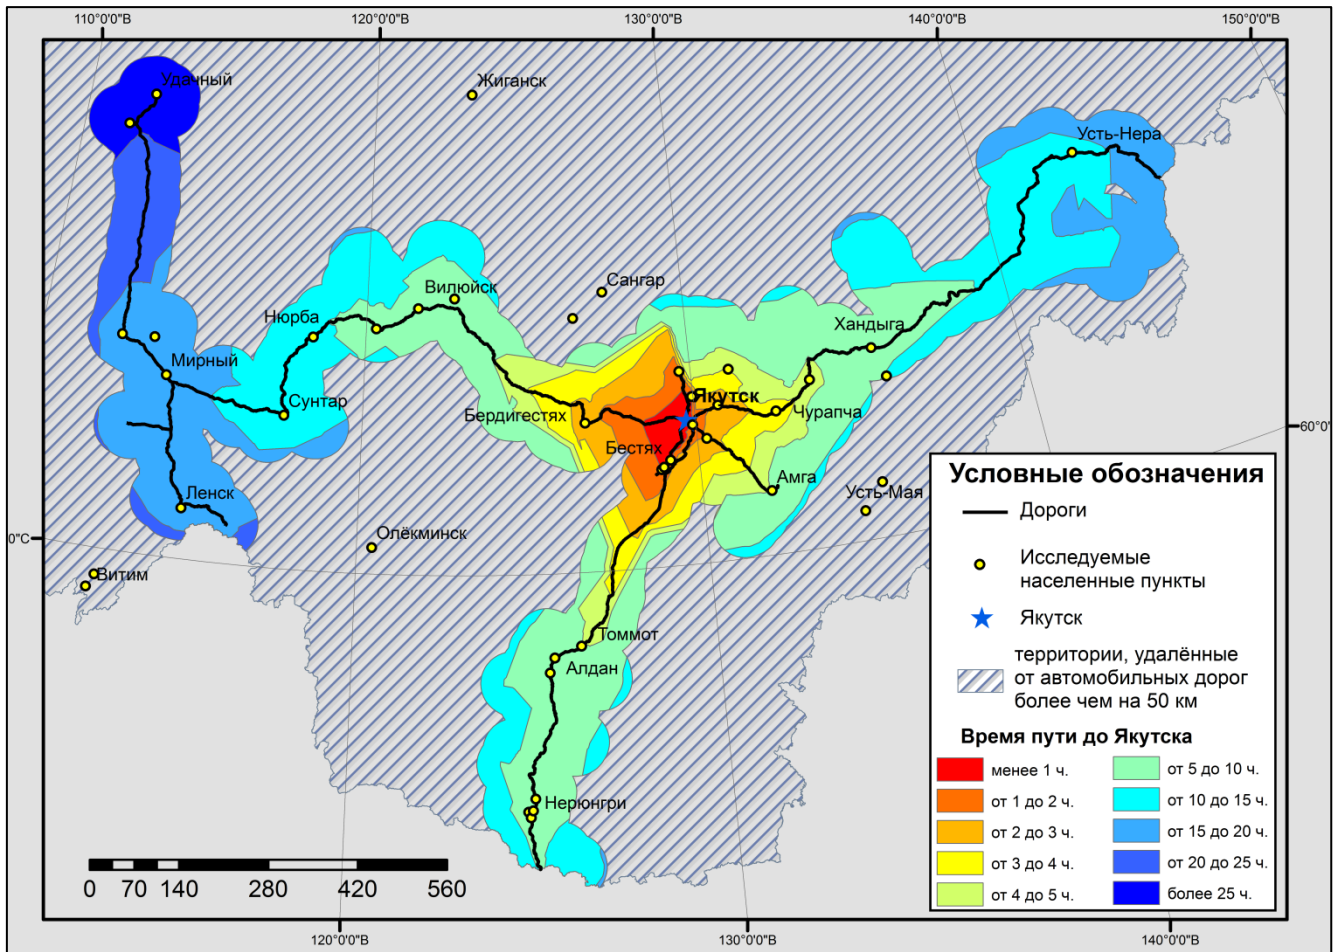 110°0'0"В
120°0'0"В
130°0'0"В
140°0'0"В
150°0'0"В
Удачный
Жиганск
Усть-Нера
Сангар
Вилюйск
Нюрба
Хандыга
Мирный
Якутск
Сунтар
Бердигестях
Чурапча
60°0'
Бестях
Амга
Усть-Мая
Ленск
Олёкминск
0"С
Витим
Томмот
Алдан
Нерюнгри
Условные обозначения
Дороги
Исследуемые
населенные пункты
Якутск
территории, удалённые
от автомобильных дорог
более чем на 50 км
Время пути до Якутска
менее 1 ч.
от 1 до 2 ч.
от 2 до 3 ч.
от 3 до 4 ч.
от 4 до 5 ч.
от 5 до 10 ч.
от 10 до 15 ч.
от 15 до 20 ч.
от 20 до 25 ч.
более 25 ч.
0 70 140 280 420 560
120°0'0"В
130°0'0"В
140°0'0"В